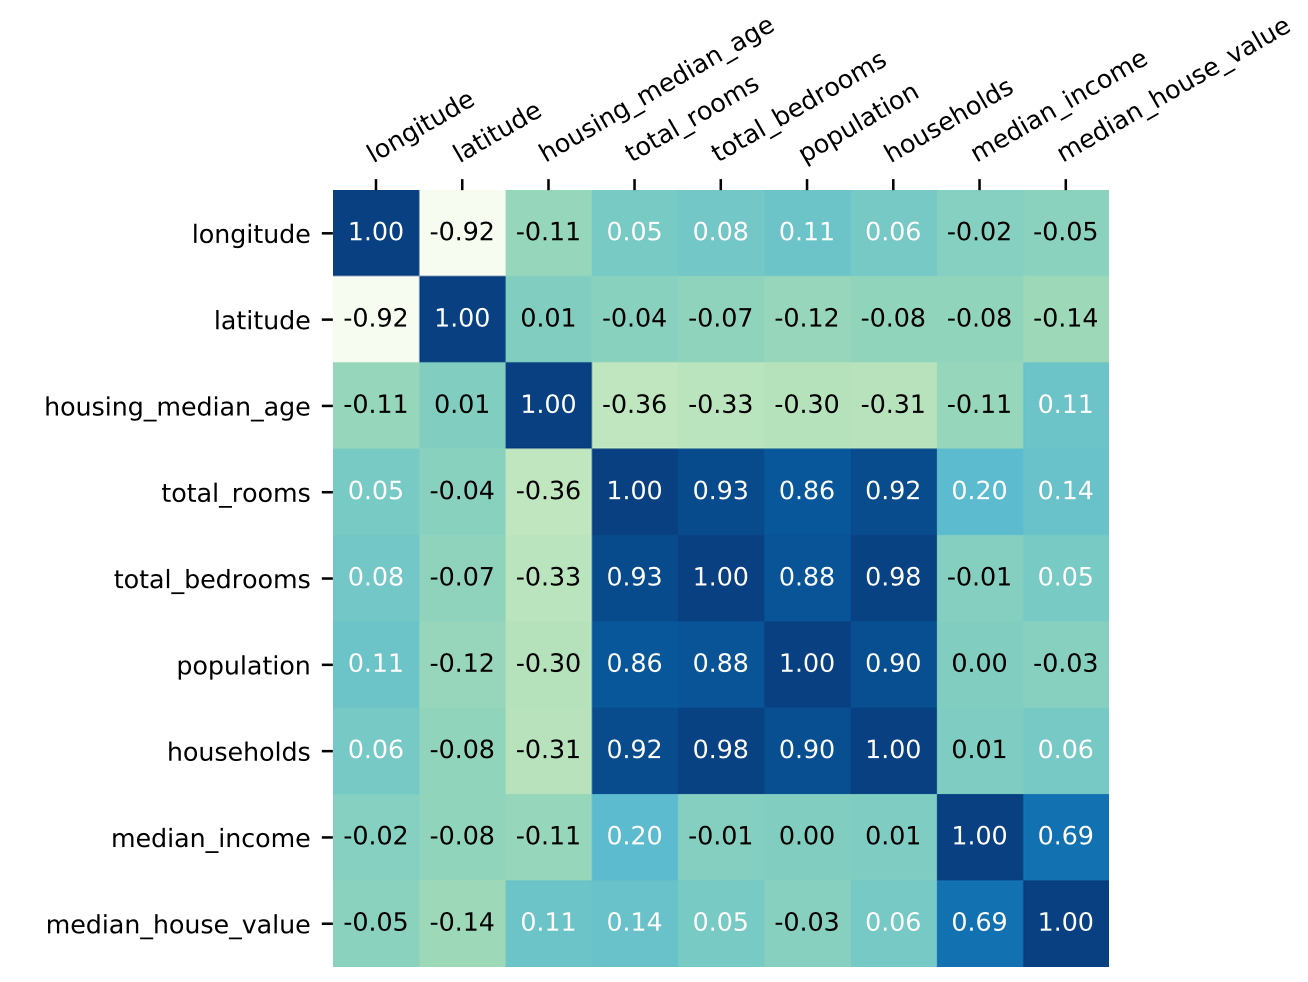 longitude latitude housing_median_age total_rooms total_bedrooms population households median_income median_house_value
longitude 1.00 -0.92 -0.11 0.05 0.08 0.11 0.06 -0.02 -0.05
latitude -0.92 1.00 0.01 -0.04 -0.07 -0.12 -0.08 -0.08 -0.14
housing_median_age -0.11 0.01 1.00 -0.36 -0.33 -0.30 -0.31 -0.11 0.11
total_rooms 0.05 -0.04 -0.36 1.00 0.93 0.86 0.92 0.20 0.14
total_bedrooms 0.08 -0.07 -0.33 0.93 1.00 0.88 0.98 -0.01 0.05
population 0.11 -0.12 -0.30 0.86 0.88 1.00 0.90 0.00 -0.03
households 0.06 -0.08 -0.31 0.92 0.98 0.90 1.00 0.01 0.06
median_income -0.02 -0.08 -0.11 0.20 -0.01 0.00 0.01 1.00 0.69
median_house_value -0.05 -0.14 0.11 0.14 0.05 -0.03 0.06 0.69 1.00